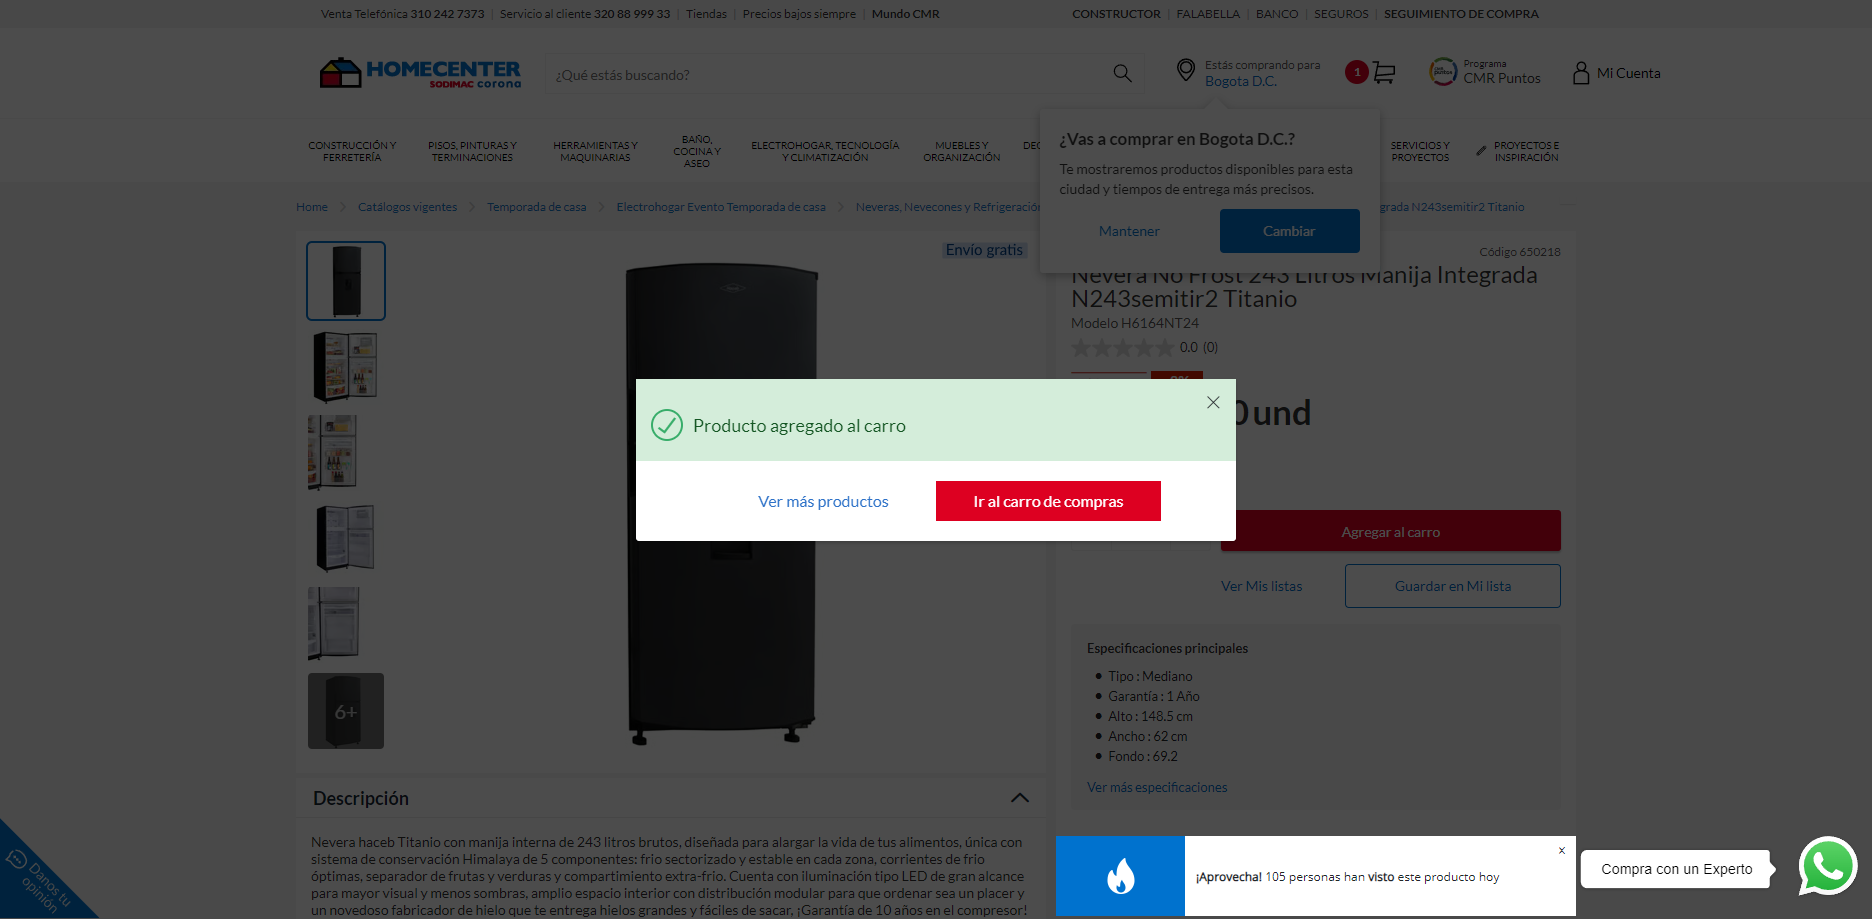 Venta Telefónica 310 242 7373 | Servicio al cliente 320 88 999 33 | Tiendas | Precios bajos siempre | Mundo CMR
CONSTRUCTOR | FALABELLA | BANCO | SEGUROS | SEGUIMIENTO DE COMPRA
HOMECENTER
SODIMAC corona
¿Qué estás buscando?
Estás comprando para
Bogota D.C.
1
Programa
CMR Puntos
Mi Cuenta
CONSTRUCCIÓN Y
FERRETERÍA
PISOS, PINTURAS Y
TERMINACIONES
HERRAMIENTAS Y
MAQUINARIAS
BAÑO,
COCINA Y
ASEO
ELECTROHOGAR, TECNOLOGÍA
Y CLIMATIZACIÓN
MUEBLES Y
ORGANIZACIÓN
SERVICIOS Y
PROYECTOS
PROYECTOS E
INSPIRACIÓN
¿Vas a comprar en Bogota D.C.?
Te mostraremos productos disponibles para esta
ciudad y tiempos de entrega más precisos.
Mantener
Cambiar
Home
Catálogos vigentes
Temporada de casa
Electrohogar Evento Temporada de casa
Neveras, Nevecones y Refrigeración
grada N243semitir2 Titanio
Envío gratis
Código 650218
Nevera No Frost 243 Litros Manija Integrada
N243semitir2 Titanio
Modelo H6164NT24
0.0 (0)
0 und
Producto agregado al carro
Ver más productos
Ir al carro de compras
Agregar al carro
Ver Mis listas
Guardar en Mi lista
6+
Especificaciones principales
Tipo : Mediano
Garantía : 1 Año
Alto : 148.5 cm
Ancho : 62 cm
Fondo : 69.2
Ver más especificaciones
Descripción
Nevera haceb Titanio con manija interna de 243 litros brutos, diseñada para alargar la vida de tus alimentos, única con
sistema de conservación Himalaya de 5 componentes: frio sectorizado y estable en cada zona, corrientes de frio
óptimas, separador de frutas y verduras y compartimiento extra-frio. Cuenta con iluminación tipo LED de gran alcance
para mayor visual y menos sombras, amplio espacio interior con distribución modular para que ordenar sea un placer y
un novedoso fabricador de hielo que te entrega hielos grandes y fáciles de sacar, ¡Garantía de 10 años en el compresor!
Danos tu
opinión
x
¡Aprovecha! 105 personas han visto este producto hoy
Compra con un Experto